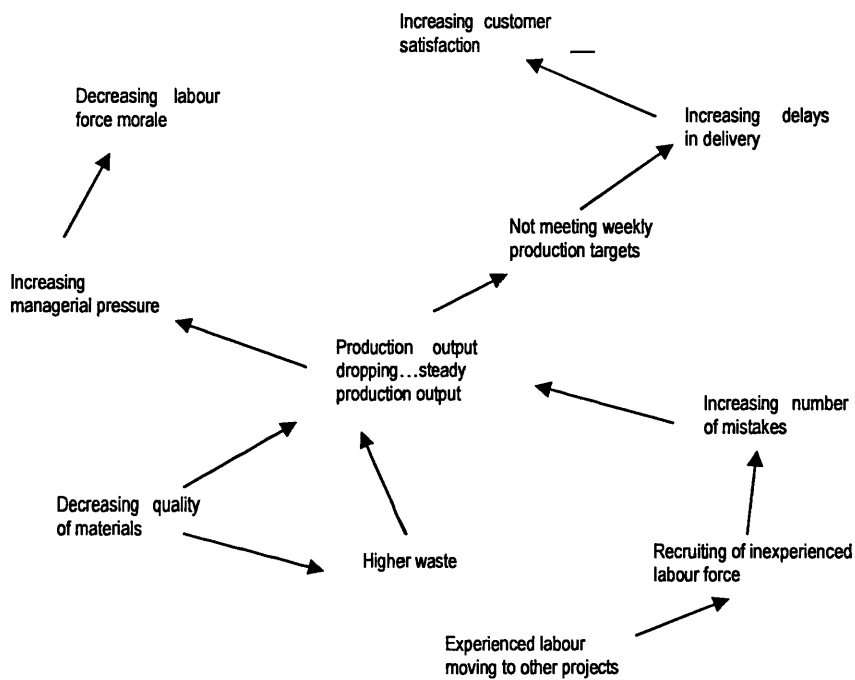 Increasing customer
satisfaction —
Decreasing labour
force morale
Increasing delays
in delivery
Not meeting weekly
production targets
Increasing
managerial pressure
Production output
dropping...steady
production output
Increasing number
of mistakes
Decreasing quality
of materials
Higher waste
Recruiting of inexperienced
labour force
Experienced labour
moving to other projects